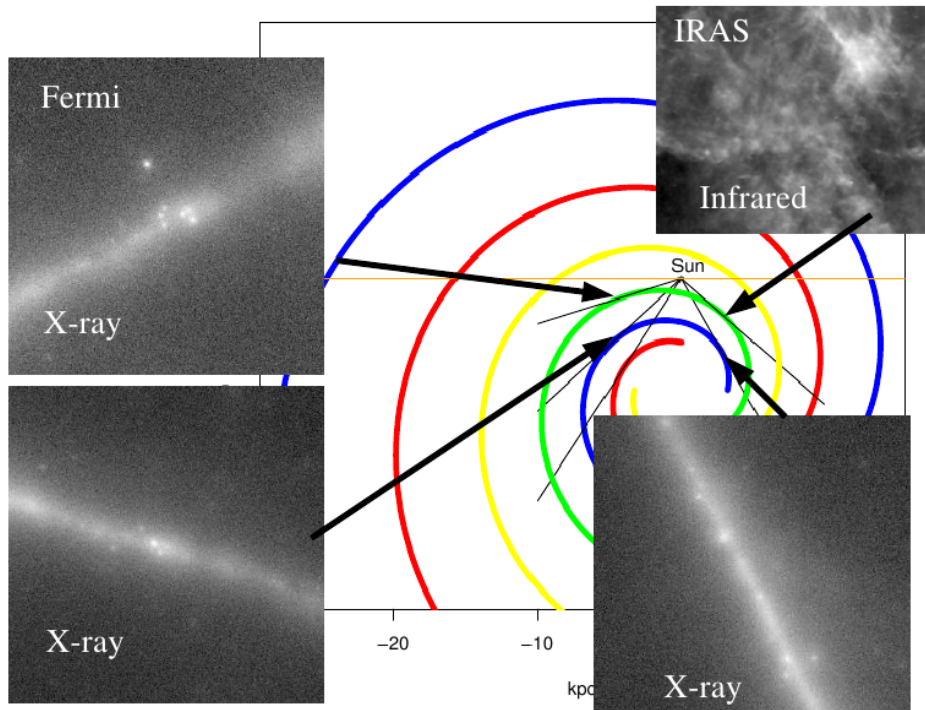 Fermi
X-ray
IRAS
Infrared
Sun
X-ray
X-ray
−20
−10
kpc